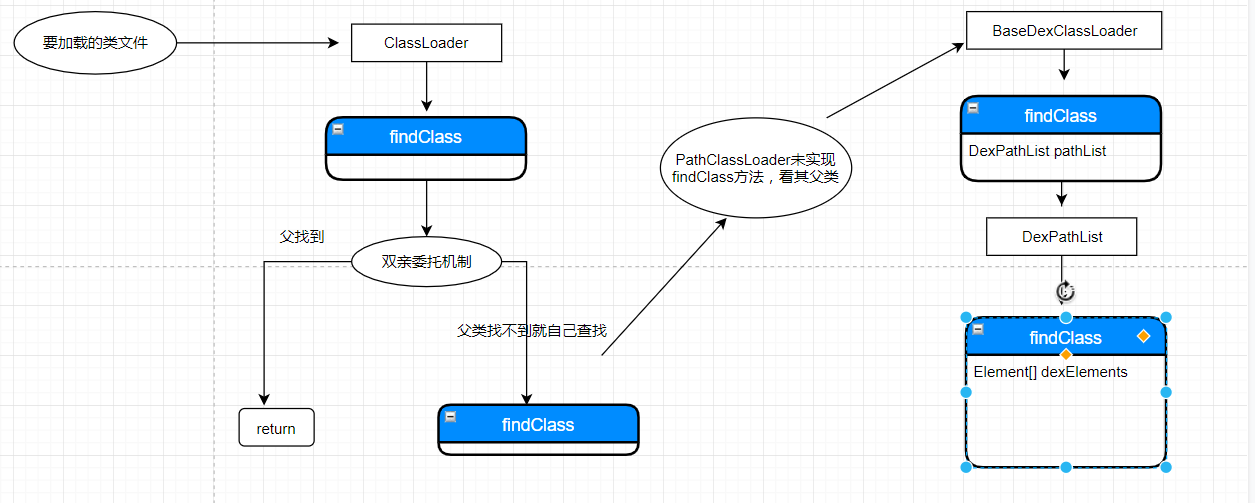 要加载的类文件
ClassLoader
findClass
父找到
双亲委托机制
父类找不到就自己查找
return
findClass
PathClassLoader未实现
findClass方法，看其父类
BaseDexClassLoader
findClass
DexPathList pathList
DexPathList
findClass
Element[] dexElements